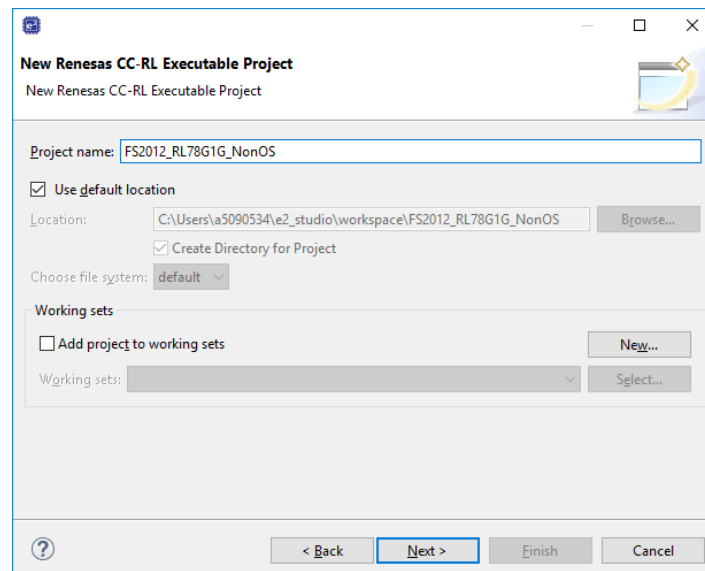 New Renesas CC-RL Executable Project
New Renesas CC-RL Executable Project
Project name: FS2012_RL78G1G_NonOS
Use default location
Location: C:\Users\a5090534\e2_studio\workspace\FS2012_RL78G1G_NonOS Browse...
Create Directory for Project
Choose file system: default
Working sets
Add project to working sets New...
Working sets: Select...
< Back Next > Finish Cancel